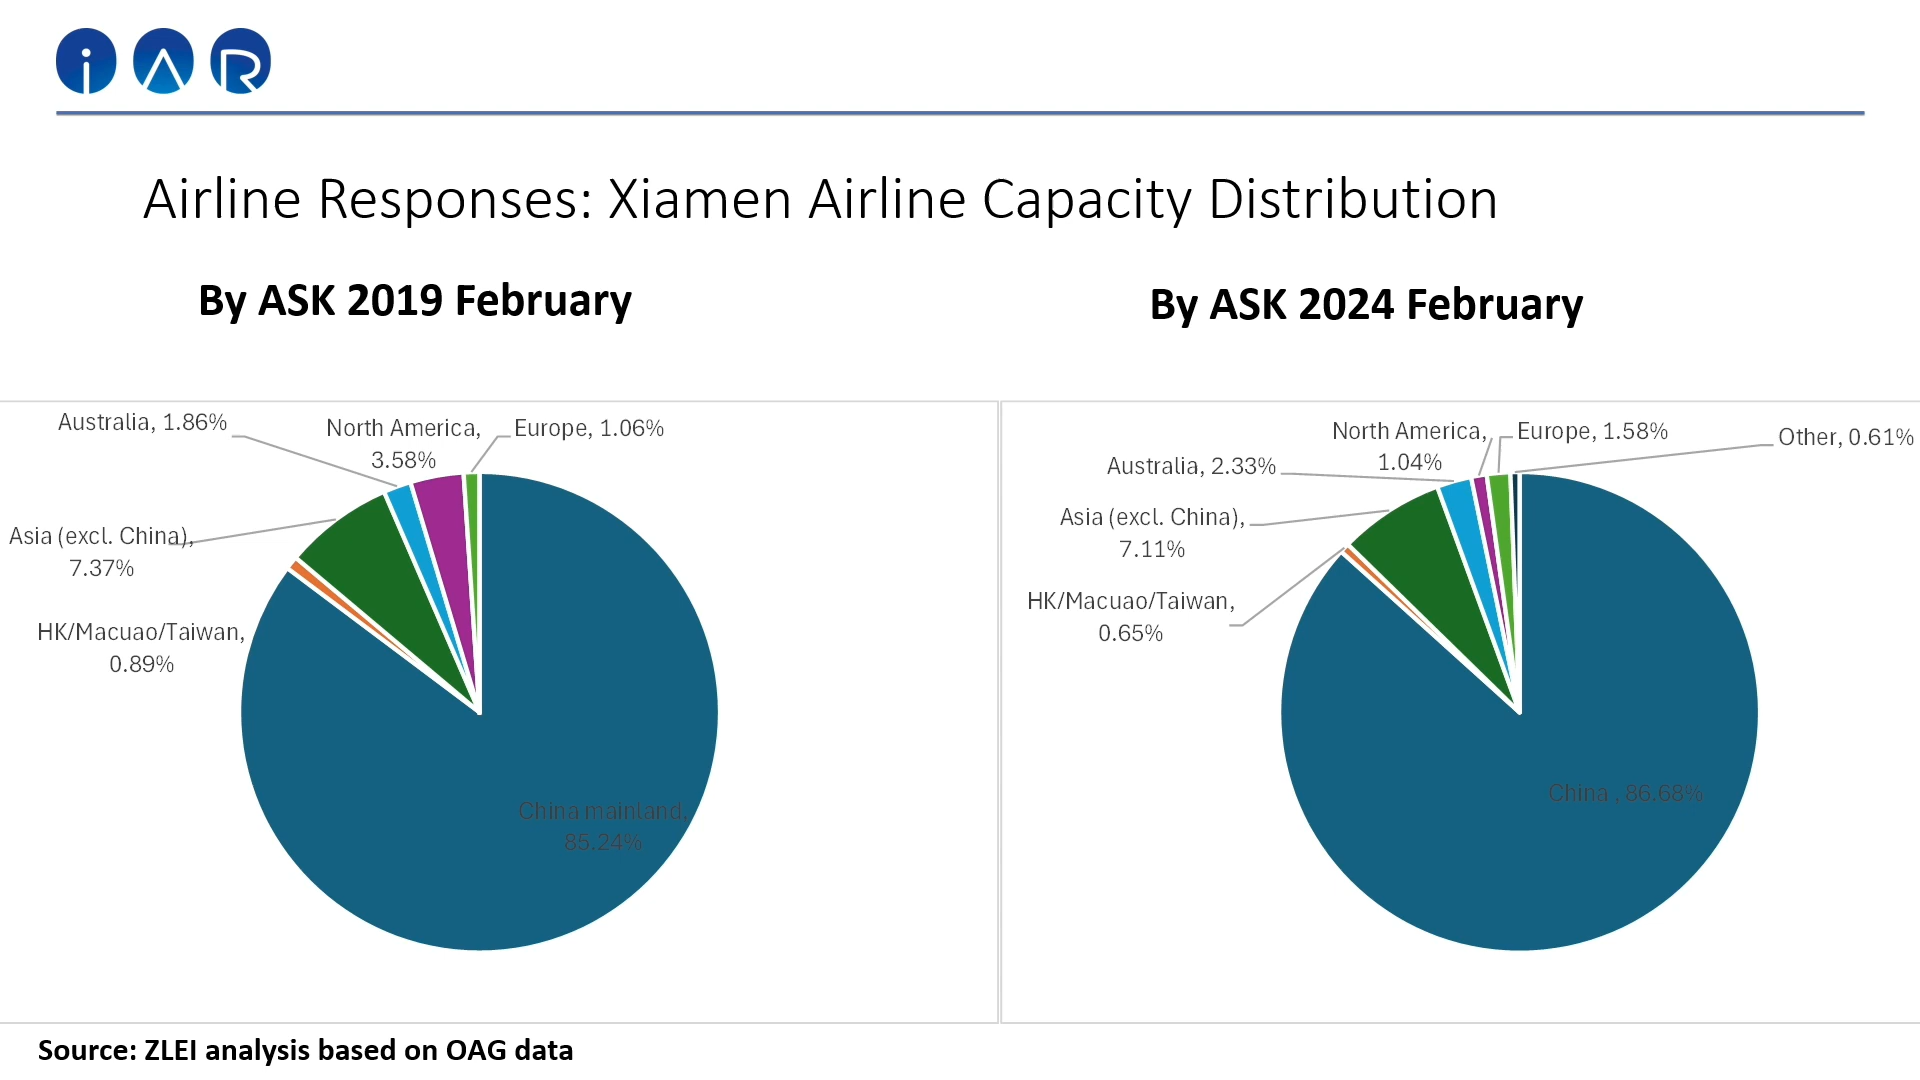 iAR
Airline Responses: Xiamen Airline Capacity Distribution
By ASK 2019 February
Australia, 1.86%
North America,
3.58%
Europe, 1.06%
Asia (excl. China),
7.37%
HK/Macuao/Taiwan,
0.89%
China mainland,
85.24%
By ASK 2024 February
North America,
1.04%
Europe, 1.58%
Other, 0.61%
Australia, 2.33%
Asia (excl. China),
7.11%
HK/Macuao/Taiwan,
0.65%
China , 86.68%
Source: ZLEI analysis based on OAG data